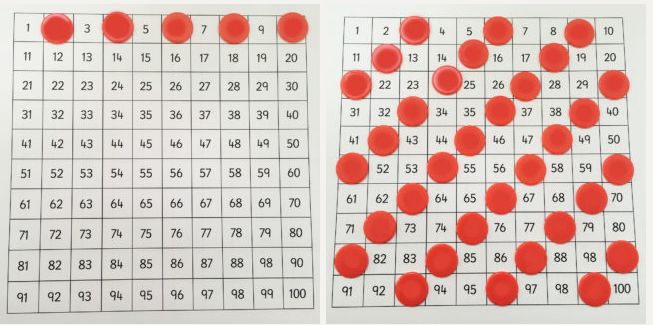 1 3 5 7 9
11 12 13 14 15 16 17 18 19 20
21 22 23 24 25 26 27 28 29 30
31 32 33 34 35 36 37 38 39 40
41 42 43 44 45 46 47 48 49 50
51 52 53 54 55 56 57 58 59 60
61 62 63 64 65 66 67 68 69 70
71 72 73 74 75 76 77 78 79 80
81 82 83 84 85 86 87 88 98 90
91 92 93 94 95 96 97 98 99 100
1 2 4 5 7 8 10
11 13 14 16 17 19 20
22 23 25 26 28 29
31 32 34 35 37 38 40
41 43 44 46 47 49 50
52 53 55 56 58 59
61 62 64 65 67 68 70
71 73 74 76 77 79 80
82 83 85 86 88 98
91 92 94 95 97 98 100